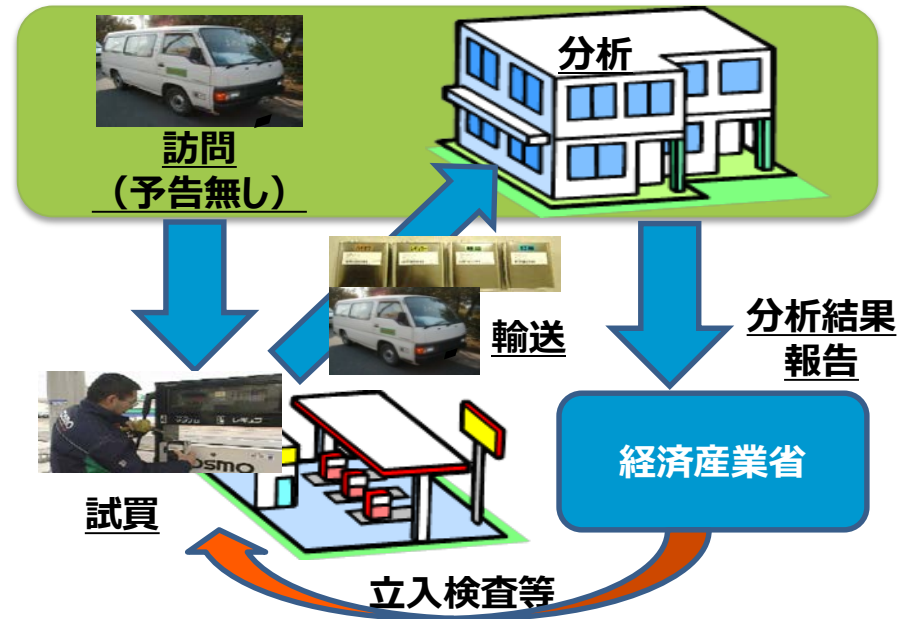 分析
訪問
（予告無し）
輸送
分析結果
報告
経済産業省
試買
立入検査等